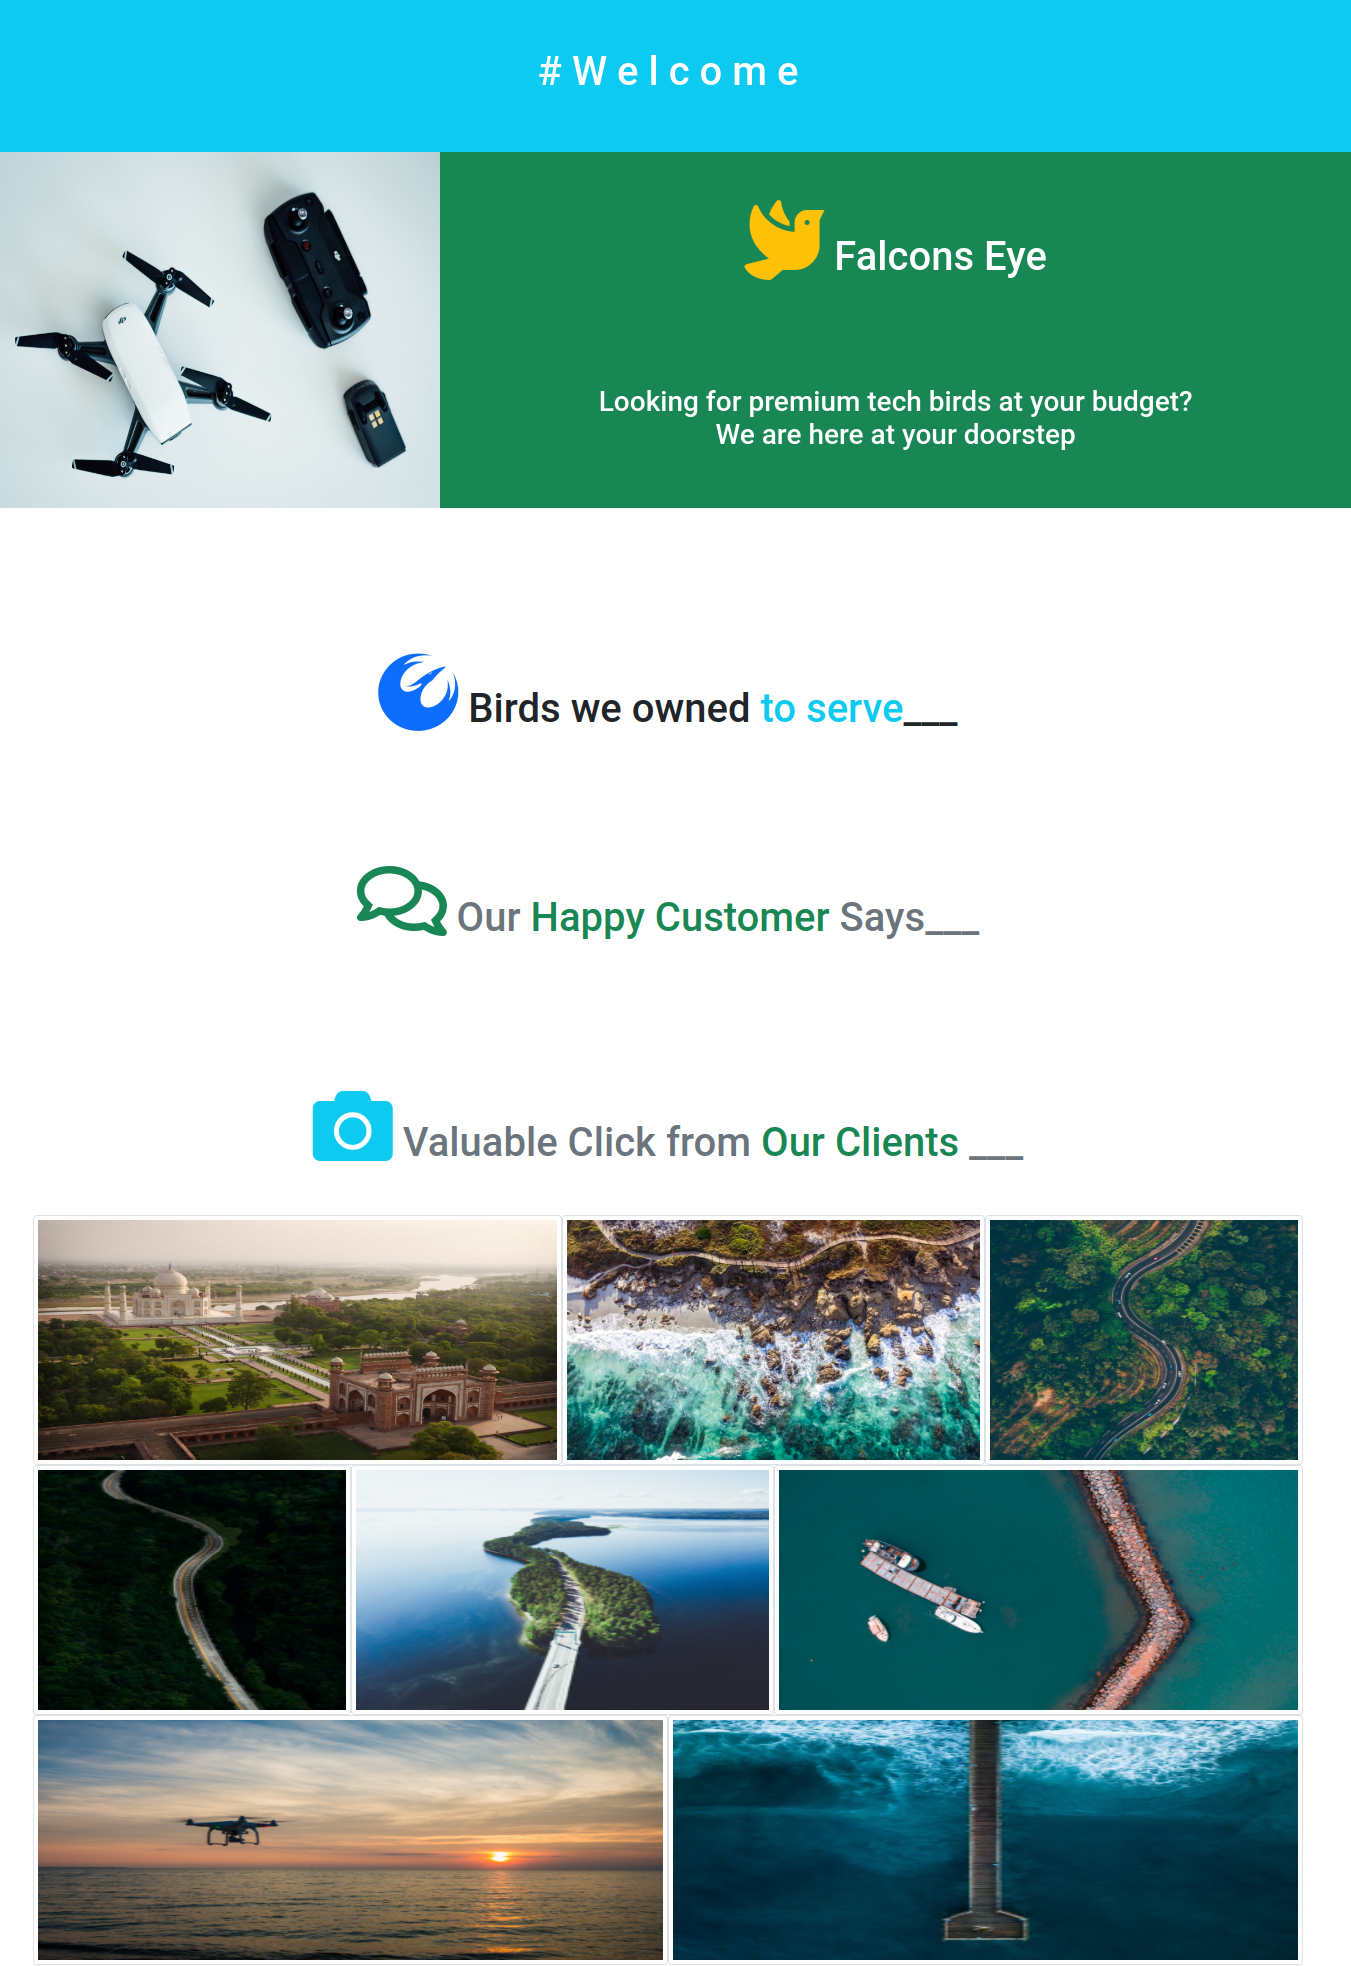 #Welcome
Falcons Eye
Looking for premium tech birds at your budget?
We are here at your doorstep
Birds we owned to serve___
Our Happy Customer Says___
Valuable Click from Our Clients ___